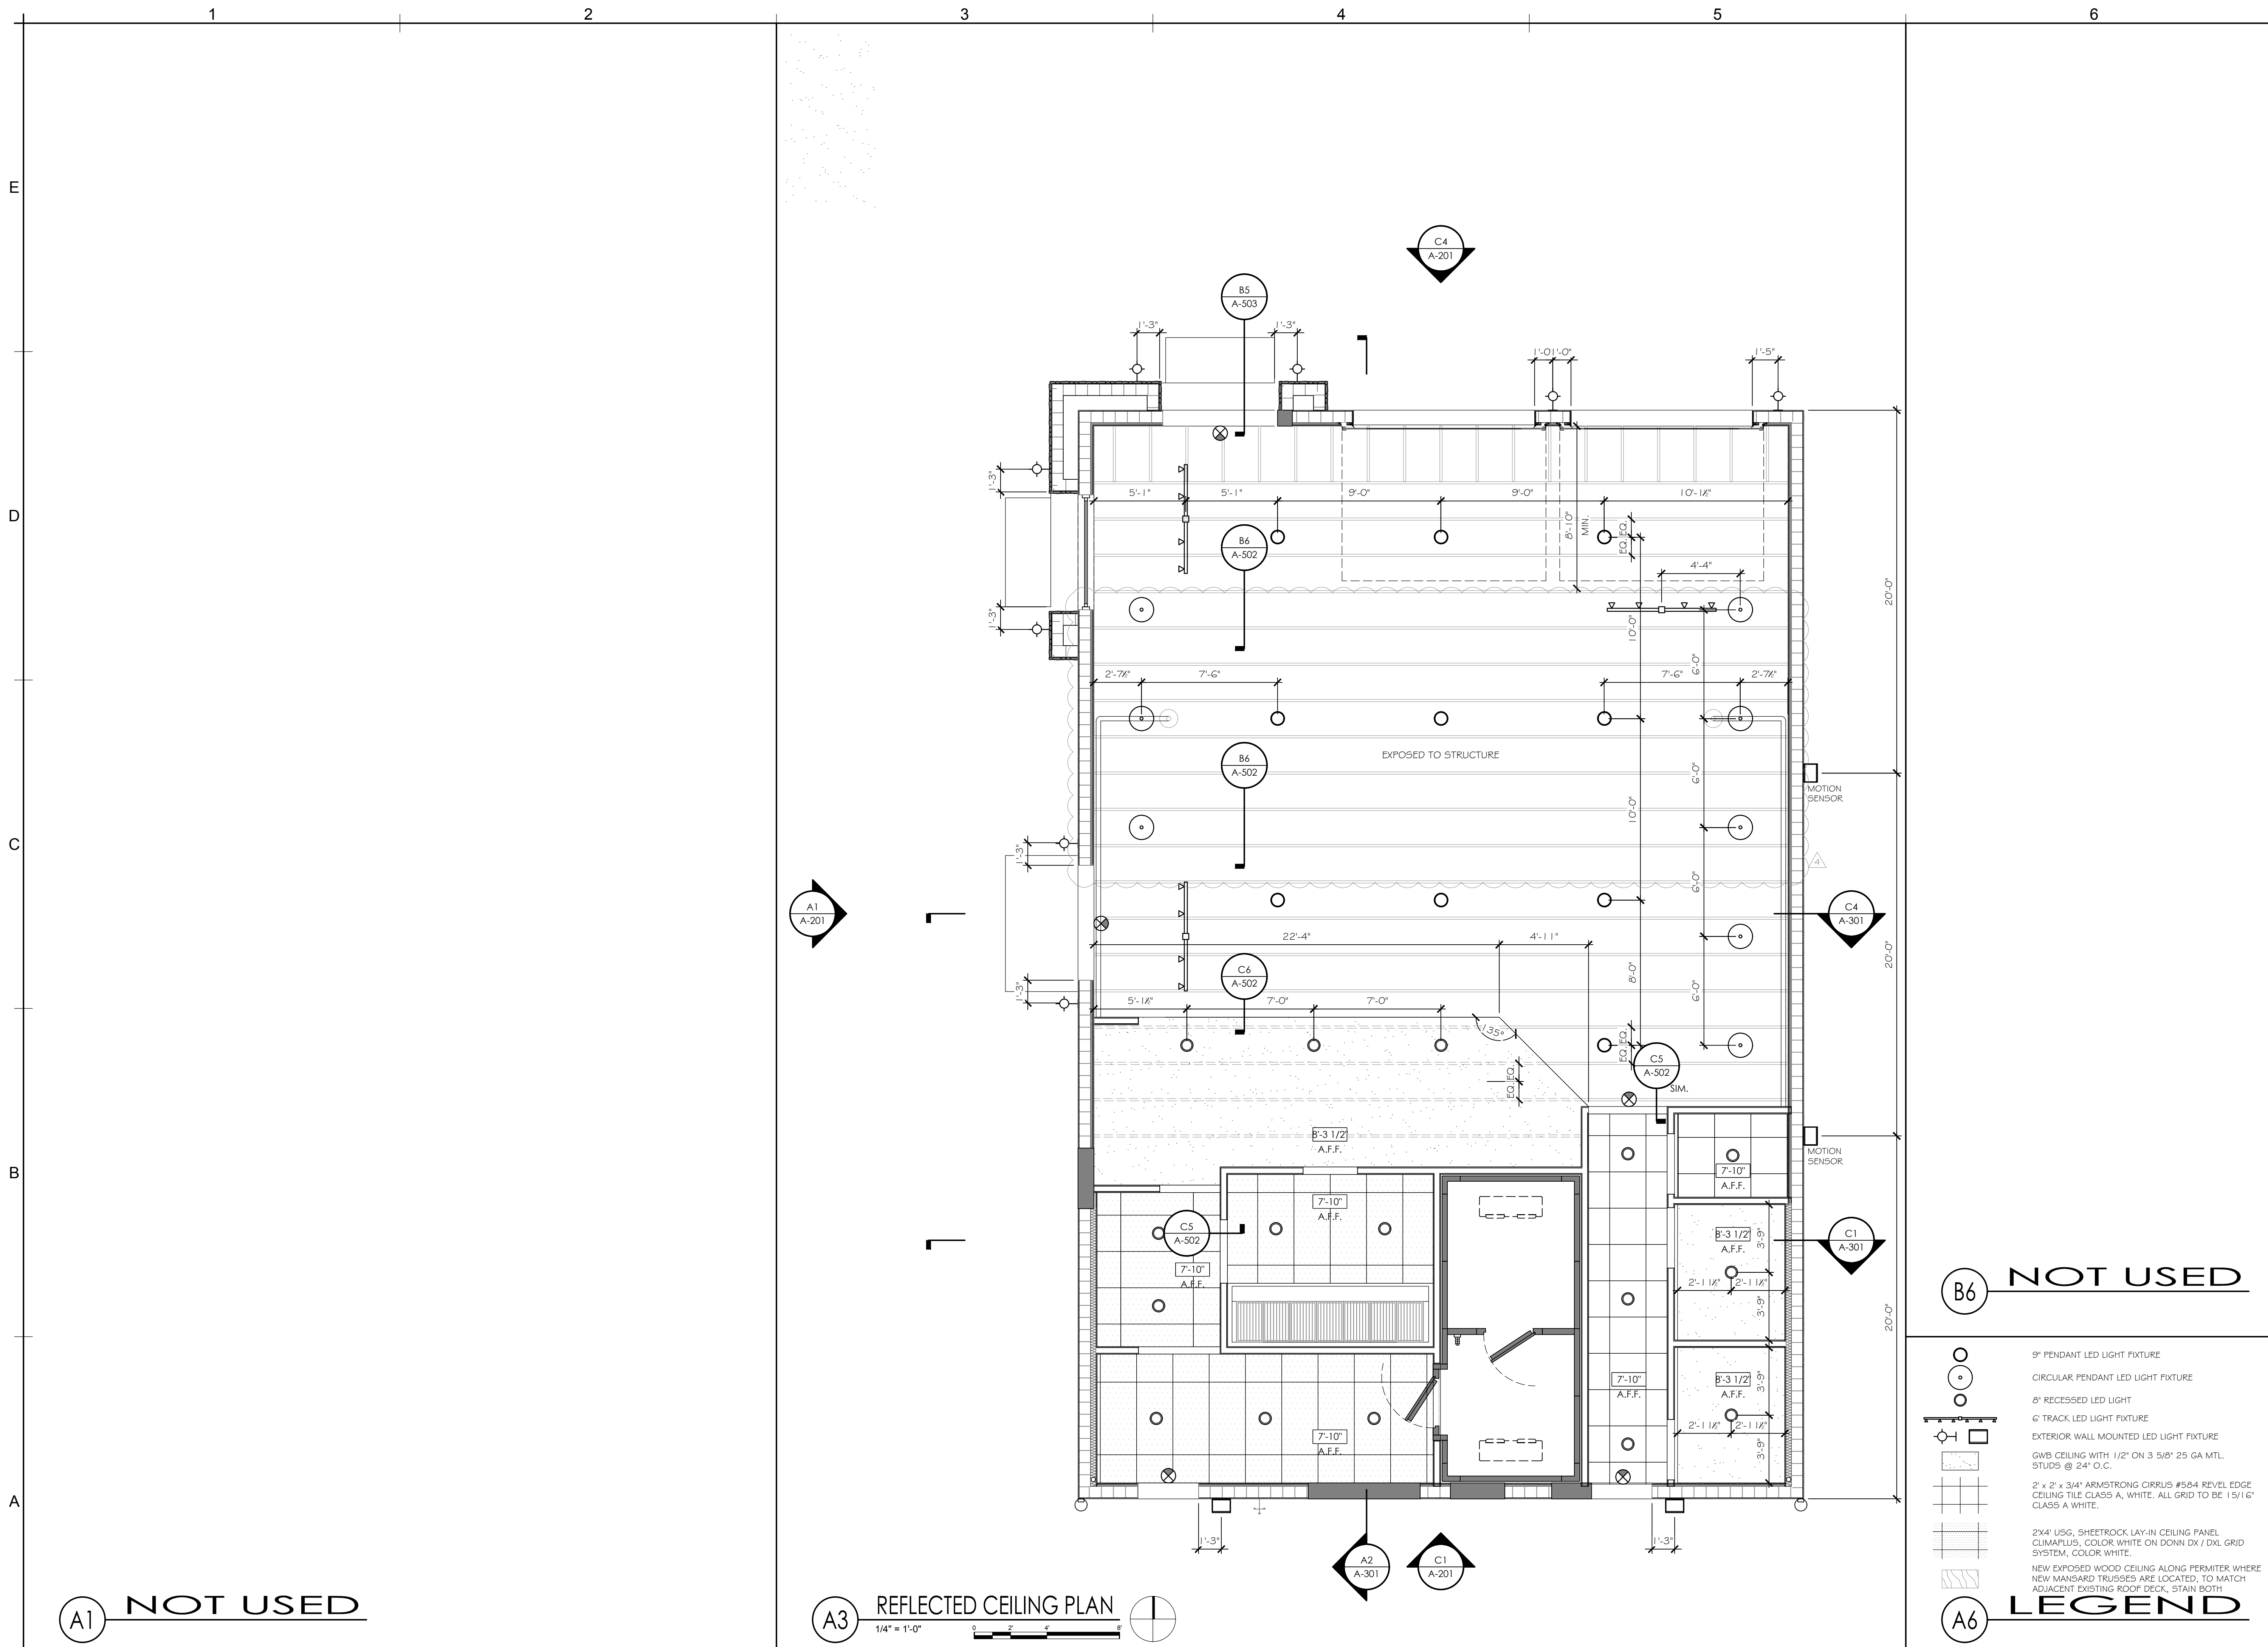 1
2
3
4
5
6
E
D
C
B
A
C4
A-201
B5
A-503
1'-3"
1'-3"
1'-0"
1'-0"
1'-5"
1'-3"
5'-1"
5'-1"
9'-0"
9'-0"
10'-1½"
8'-10"
MIN.
EQ.
EQ.
B6
A-502
4'-4"
20'-0"
1'-3"
10'-0"
6'-0"
2'-7½"
7'-6"
7'-6"
2'-7½"
EXPOSED TO STRUCTURE
B6
A-502
6'-0"
MOTION
SENSOR
10'-0"
1'-3"
4
6'-0"
A1
A-201
C4
A-301
22'-4"
4'-11"
20'-0"
C6
A-502
8'-0"
6'-0"
1'-3"
5'-1½"
7'-0"
7'-0"
135°
EQ.
EQ.
C5
A-502
SIM.
EQ.
EQ.
8'-3 1/2"
A.F.F.
MOTION
SENSOR
7'-10"
A.F.F.
7'-10"
A.F.F.
C5
A-502
8'-3 1/2"
A.F.F.
3'-9"
C1
A-301
7'-10"
A.F.F.
2'-11½"
2'-11½"
3'-9"
20'-0"
7'-10"
A.F.F.
8'-3 1/2"
A.F.F.
3'-9"
2'-11½"
2'-11½"
3'-9"
7'-10"
A.F.F.
1'-3"
1'-3"
A2
A-301
C1
A-201
B6
NOT USED
9" PENDANT LED LIGHT FIXTURE
CIRCULAR PENDANT LED LIGHT FIXTURE
8" RECESSED LED LIGHT
6' TRACK LED LIGHT FIXTURE
EXTERIOR WALL MOUNTED LED LIGHT FIXTURE
GWB CEILING WITH 1/2" ON 3 5/8" 25 GA MTL.
STUDS @ 24" O.C.
2' x 2' x 3/4" ARMSTRONG CIRRUS #584 REVEL EDGE
CEILING TILE CLASS A, WHITE. ALL GRID TO BE 15/16"
CLASS A WHITE.
2'X4' USG, SHEETROCK LAY-IN CEILING PANEL
CLIMAPLUS, COLOR WHITE ON DONN DX / DXL GRID
SYSTEM, COLOR WHITE.
NEW EXPOSED WOOD CEILING ALONG PERMITER WHERE
NEW MANSARD TRUSSES ARE LOCATED, TO MATCH
ADJACENT EXISTING ROOF DECK, STAIN BOTH
A1
NOT USED
A3
REFLECTED CEILING PLAN
1/4" = 1'-0"
0 2' 4' 8'
A6
LEGEND